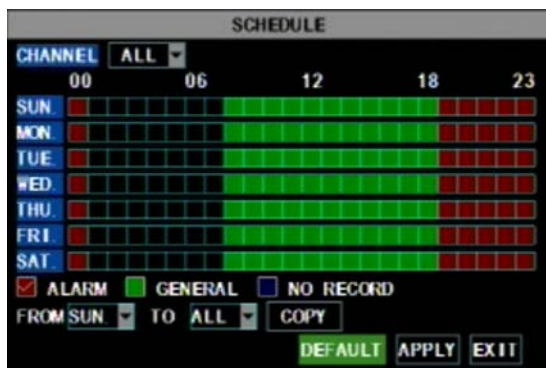 SCHEDULE
CHANNEL ALL
00 06 12 18 23
SUN.
MON.
TUE.
WED.
THU.
FRI.
SAT.
ALARM GENERAL NO RECORD
FROM SUN. TO ALL COPY
DEFAULT APPLY EXIT